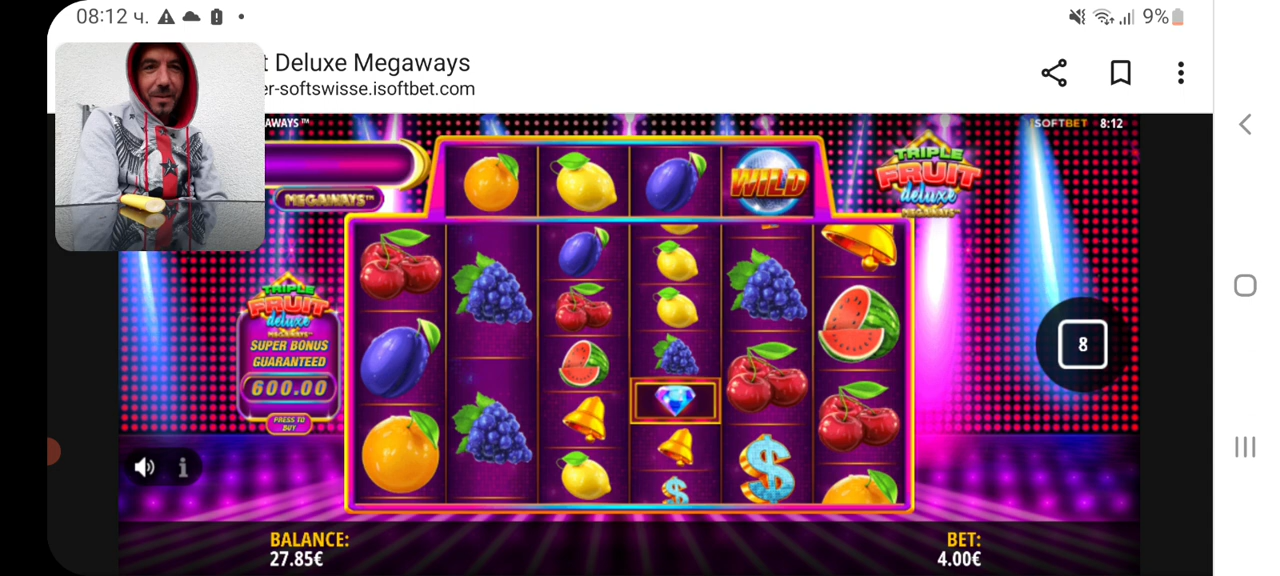 08:12 ч.
9%
t Deluxe Megaways
er-softswisse.isoftbet.com
AWAYS™
iSOFTBET 8:12
MEGAWAYS™
WILD
TRIPLE
FRUIT
deluxe
MEGAWAYS
TRIPLE
FRUIT
deluxe
MEGAWAYS
SUPER BONUS
GUARANTEED
600.00
PRESS TO
BUY
8
BALANCE:
27.85€
BET:
4.00€